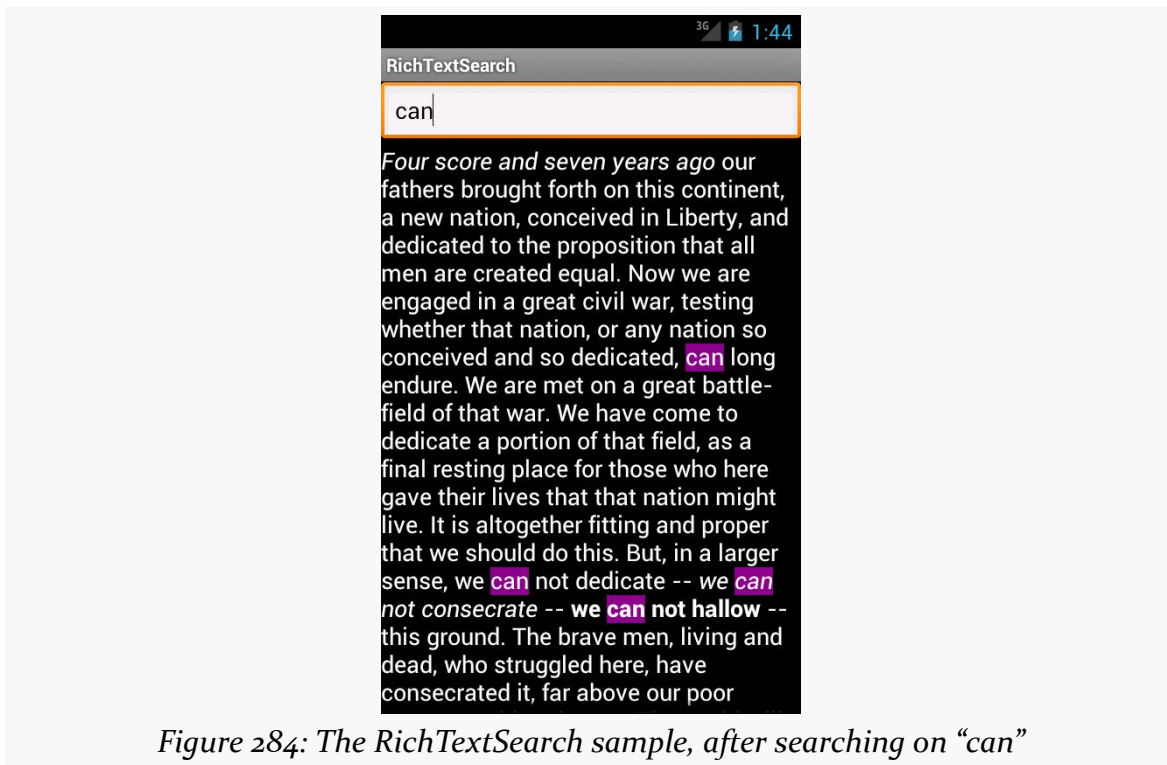 3G 1:44
RichTextSearch
can
Four score and seven years ago our
fathers brought forth on this continent,
a new nation, conceived in Liberty, and
dedicated to the proposition that all
men are created equal. Now we are
engaged in a great civil war, testing
whether that nation, or any nation so
conceived and so dedicated, can long
endure. We are met on a great battle-
field of that war. We have come to
dedicate a portion of that field, as a
final resting place for those who here
gave their lives that that nation might
live. It is altogether fitting and proper
that we should do this. But, in a larger
sense, we can not dedicate -- we can
not consecrate -- we can not hallow --
this ground. The brave men, living and
dead, who struggled here, have
consecrated it, far above our poor
Figure 284: The RichTextSearch sample, after searching on “can”